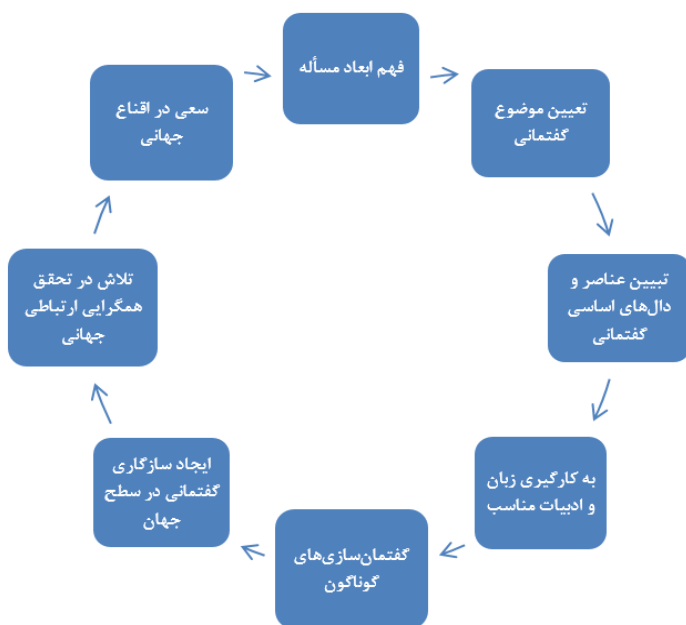 فهم ابعاد مسأله
تعیین موضوع
گفتمانی
تبیین عناصر و
دال‌های اساسی
گفتمانی
به کارگیری زبان
و ادبیات مناسب
گفتمان‌سازی‌های
گوناگون
ایجاد سازگاری
گفتمانی در سطح
جهان
تلاش در تحقق
همگرایی ارتباطی
جهانی
سعی در اقناع
جهانی